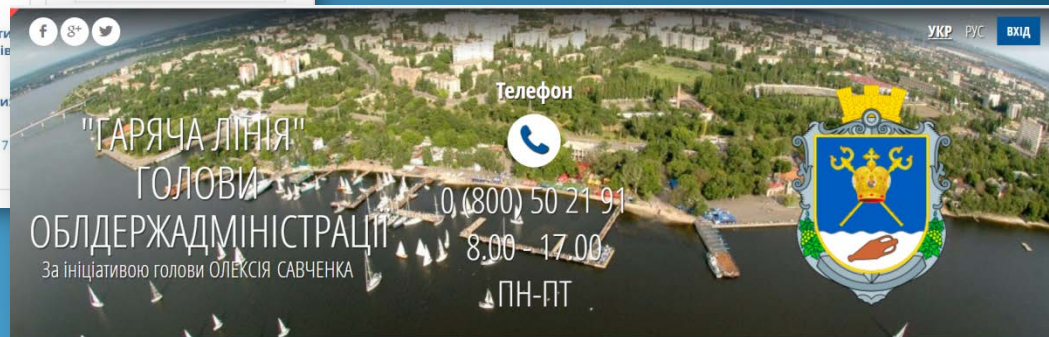 УКР РУС ВХІД
Телефон
"ГАРЯЧА ЛІНІЯ"
ГОЛОВИ
ОБЛДЕРЖАДМІНІСТРАЦІЇ
За ініціативою голови ОЛЕКСІЯ САВЧЕНКА
0 (800) 50 21 91
8.00 - 17.00
ПН-ПТ